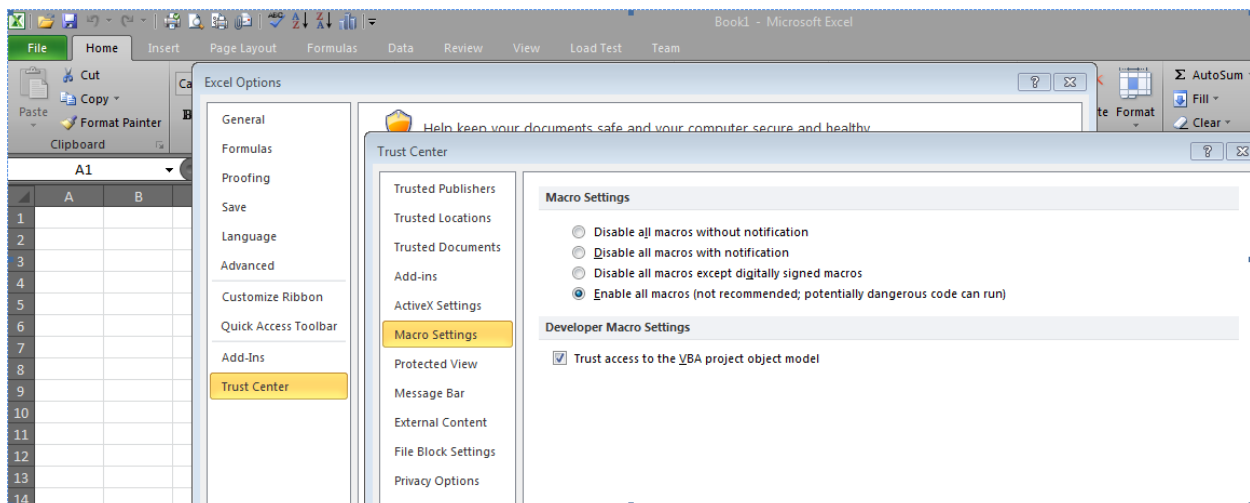 Book1 - Microsoft Excel
File Home Insert Page Layout Formulas Data Review View Load Test Team
Cut
Copy
Paste
Format Painter
Clipboard
Ca
B
Excel Options
Format
Σ AutoSum
Fill
Clear
A1
A B
1
2
3
4
5
6
7
8
9
10
11
12
13
14
General
Formulas
Proofing
Save
Language
Advanced
Customize Ribbon
Quick Access Toolbar
Add-Ins
Trust Center
Help keep your documents safe and your computer secure and healthy
Trust Center
Trusted Publishers
Trusted Locations
Trusted Documents
Add-ins
ActiveX Settings
Macro Settings
Protected View
Message Bar
External Content
File Block Settings
Privacy Options
Macro Settings
Disable all macros without notification
Disable all macros with notification
Disable all macros except digitally signed macros
Enable all macros (not recommended; potentially dangerous code can run)
Developer Macro Settings
Trust access to the VBA project object model